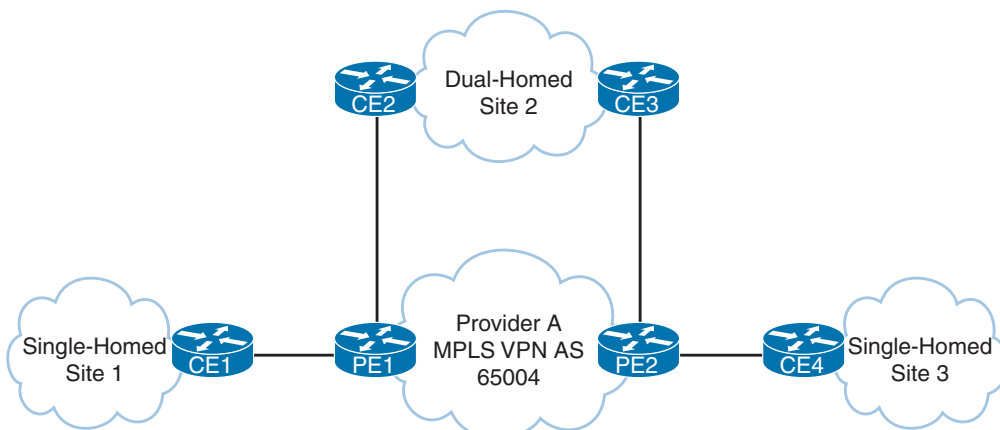 CE2
Dual-Homed
Site 2
CE3
Single-Homed
Site 1
CE1
PE1
Provider A
MPLS VPN AS
65004
PE2
CE4
Single-Homed
Site 3